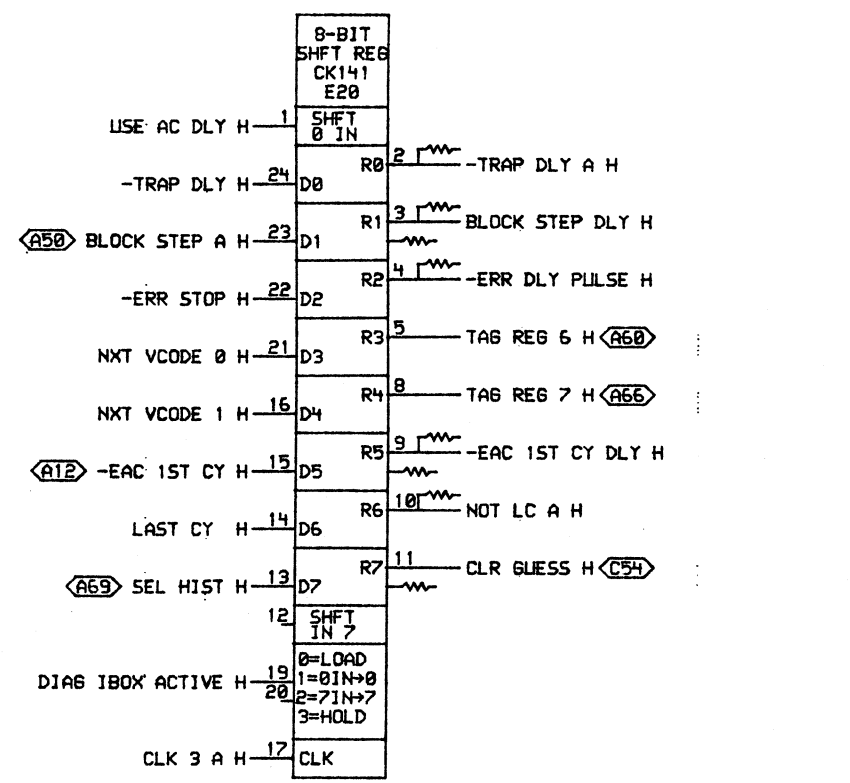 8-BIT
SHFT REG
CK141
E20
USE AC DLY H 1 SHFT
0 IN
R0 2 -TRAP DLY A H
-TRAP DLY H 24 D0
R1 3 BLOCK STEP DLY H
A50 BLOCK STEP A H 23 D1
R2 4 -ERR DLY PULSE H
-ERR STOP H 22 D2
R3 5 TAG REG 6 H A60
NXT VCODE 0 H 21 D3
R4 8 TAG REG 7 H A66
NXT VCODE 1 H 16 D4
R5 9 -EAC 1ST CY DLY H
A12 -EAC 1ST CY H 15 D5
R6 10 NOT LC A H
LAST CY H 14 D6
R7 11 CLR GUESS H C54
A69 SEL HIST H 13 D7
12 SHFT
IN 7
0=LOAD
DIAG IBOX ACTIVE H 19 1=0IN→0
20 2=7IN→7
3=HOLD
CLK 3 A H 17 CLK